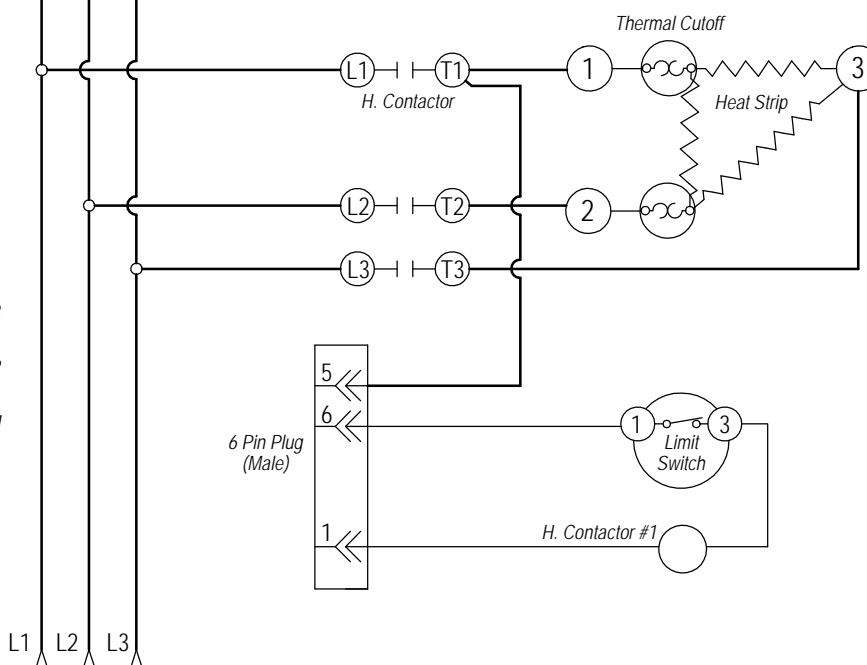 Thermal Cutoff
L1
T1
1
3
H. Contactor
Heat Strip
L2
T2
2
L3
T3
5
6
6 Pin Plug
(Male)
1
3
Limit
Switch
1
H. Contactor #1
L1
L2
L3